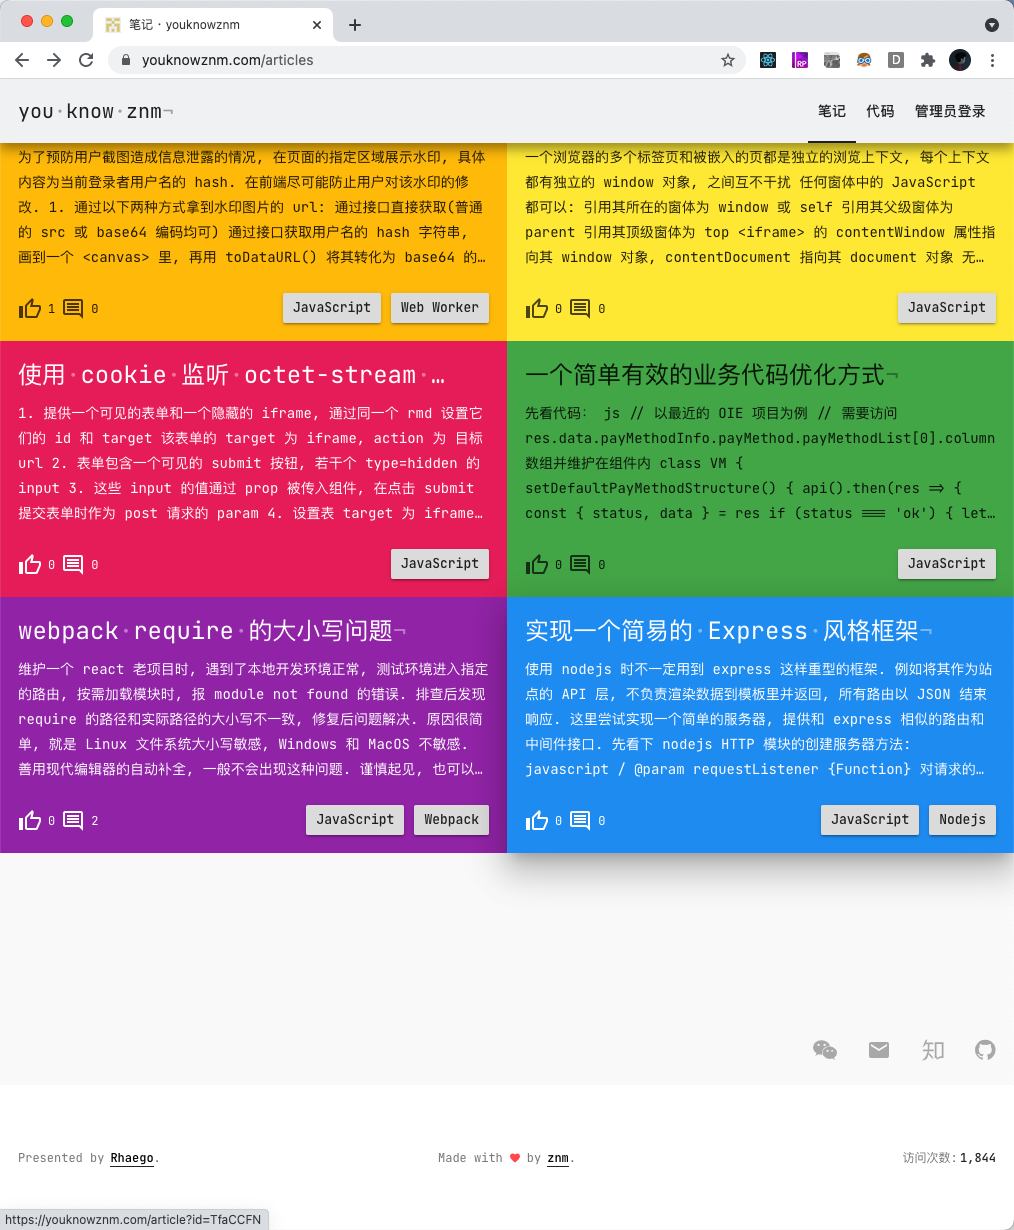 笔记 · youknowznm
youknowznm.com/articles
you·know·znm¬
笔记 代码 管理员登录
为了预防用户截图造成信息泄露的情况, 在页面的指定区域展示水印, 具体
内容为当前登录者用户名的 hash. 在前端尽可能防止用户对该水印的修
改. 1. 通过以下两种方式拿到水印图片的 url: 通过接口直接获取(普通
的 src 或 base64 编码均可) 通过接口获取用户名的 hash 字符串,
画到一个 <canvas> 里, 再用 toDataURL() 将其转化为 base64 的…
1 0 JavaScript Web Worker
一个浏览器的多个标签页和被嵌入的页都是独立的浏览上下文, 每个上下文
都有独立的 window 对象, 之间互不干扰 任何窗体中的 JavaScript
都可以: 引用其所在的窗体为 window 或 self 引用其父级窗体为
parent 引用其顶级窗体为 top <iframe> 的 contentWindow 属性指
向其 window 对象, contentDocument 指向其 document 对象 无…
0 0 JavaScript
使用·cookie·监听·octet-stream·…
1. 提供一个可见的表单和一个隐藏的 iframe, 通过同一个 rmd 设置它
们的 id 和 target 该表单的 target 为 iframe, action 为 目标
url 2. 表单包含一个可见的 submit 按钮, 若干个 type=hidden 的
input 3. 这些 input 的值通过 prop 被传入组件, 在点击 submit
提交表单时作为 post 请求的 param 4. 设置表 target 为 iframe…
0 0 JavaScript
一个简单有效的业务代码优化方式¬
先看代码: js // 以最近的 OIE 项目为例 // 需要访问
res.data.payMethodInfo.payMethod.payMethodList[0].column
数组并维护在组件内 class VM {
setDefaultPayMethodStructure() { api().then(res => {
const { status, data } = res if (status === 'ok') { let…
0 0 JavaScript
webpack·require·的大小写问题¬
维护一个 react 老项目时, 遇到了本地开发环境正常, 测试环境进入指定
的路由, 按需加载模块时, 报 module not found 的错误. 排查后发现
require 的路径和实际路径的大小写不一致, 修复后问题解决. 原因很简
单, 就是 Linux 文件系统大小写敏感, Windows 和 MacOS 不敏感.
善用现代编辑器的自动补全, 一般不会出现这种问题. 谨慎起见, 也可以…
0 2 JavaScript Webpack
实现一个简易的·Express·风格框架¬
使用 nodejs 时不一定用到 express 这样重型的框架. 例如将其作为站
点的 API 层, 不负责渲染数据到模板里并返回, 所有路由以 JSON 结束
响应. 这里尝试实现一个简单的服务器, 提供和 express 相似的路由和
中间件接口. 先看下 nodejs HTTP 模块的创建服务器方法:
javascript / @param requestListener {Function} 对请求的…
0 0 JavaScript Nodejs
知
Presented by Rhaego. Made with ♥ by znm. 访问次数: 1,844
https://youknowznm.com/article?id=TfaCCFN